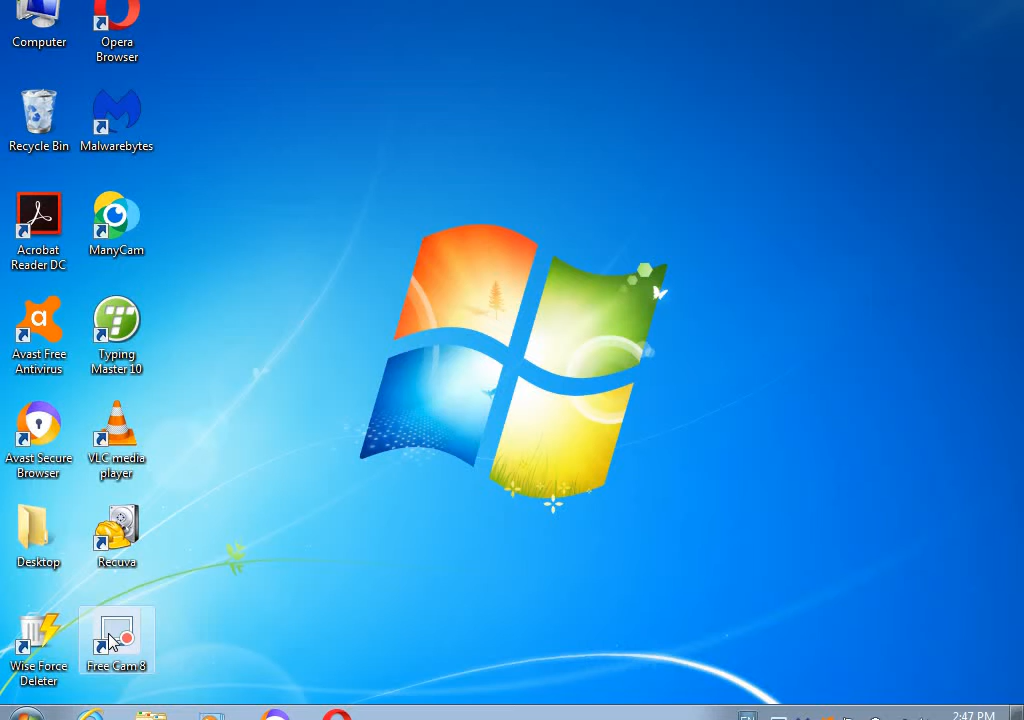 Computer
Opera
Browser
Recycle Bin
Malwarebytes
Acrobat
Reader DC
ManyCam
Avast Free
Antivirus
Typing
Master 10
Avast Secure
Browser
VLC media
player
Desktop
Recuva
Wise Force
Deleter
Free Cam 8
EN
2:47 PM